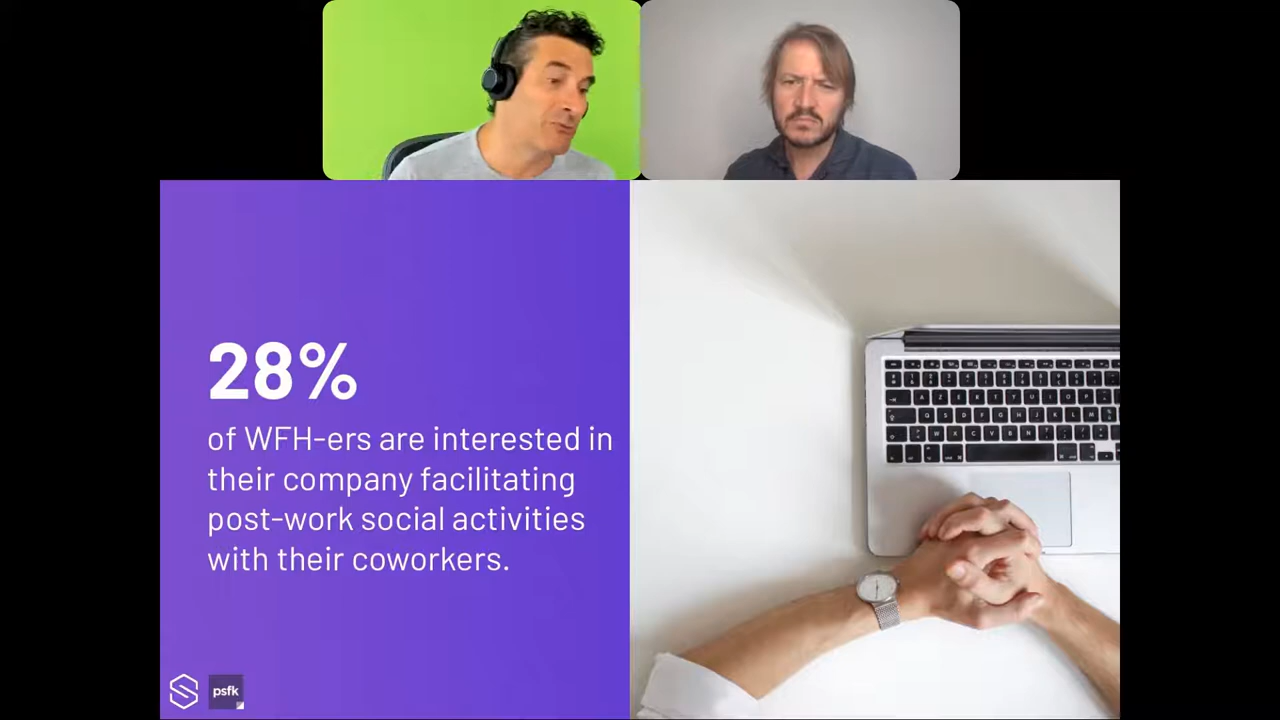 28%
of WFH-ers are interested in
their company facilitating
post-work social activities
with their coworkers.
psfk